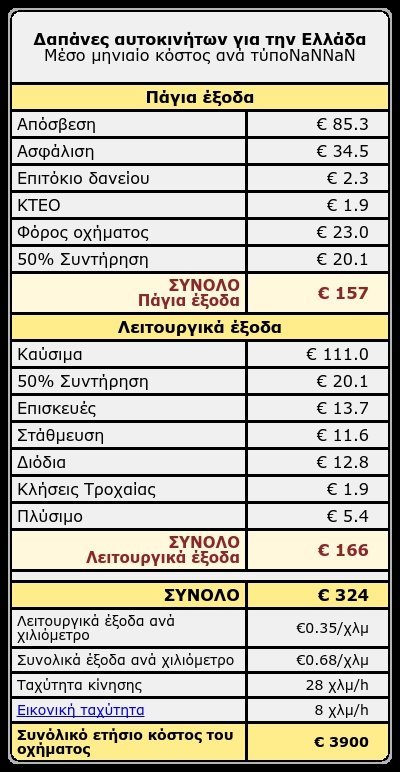 Δαπάνες αυτοκινήτων για την Ελλάδα
Μέσο μηνιαίο κόστος ανά τύποNaNNaN
Πάγια έξοδα
Απόσβεση € 85.3
Ασφάλιση € 34.5
Επιτόκιο δανείου € 2.3
ΚΤΕΟ € 1.9
Φόρος οχήματος € 23.0
50% Συντήρηση € 20.1
ΣΥΝΟΛΟ
Πάγια έξοδα € 157
Λειτουργικά έξοδα
Καύσιμα € 111.0
50% Συντήρηση € 20.1
Επισκευές € 13.7
Στάθμευση € 11.6
Διόδια € 12.8
Κλήσεις Τροχαίας € 1.9
Πλύσιμο € 5.4
ΣΥΝΟΛΟ
Λειτουργικά έξοδα € 166
ΣΥΝΟΛΟ € 324
Λειτουργικά έξοδα ανά
χιλιόμετρο €0.35/χλμ
Συνολικά έξοδα ανά χιλιόμετρο €0.68/χλμ
Ταχύτητα κίνησης 28 χλμ/h
Εικονική ταχύτητα 8 χλμ/h
Συνόλικό ετήσιο κόστος του
οχήματος € 3900